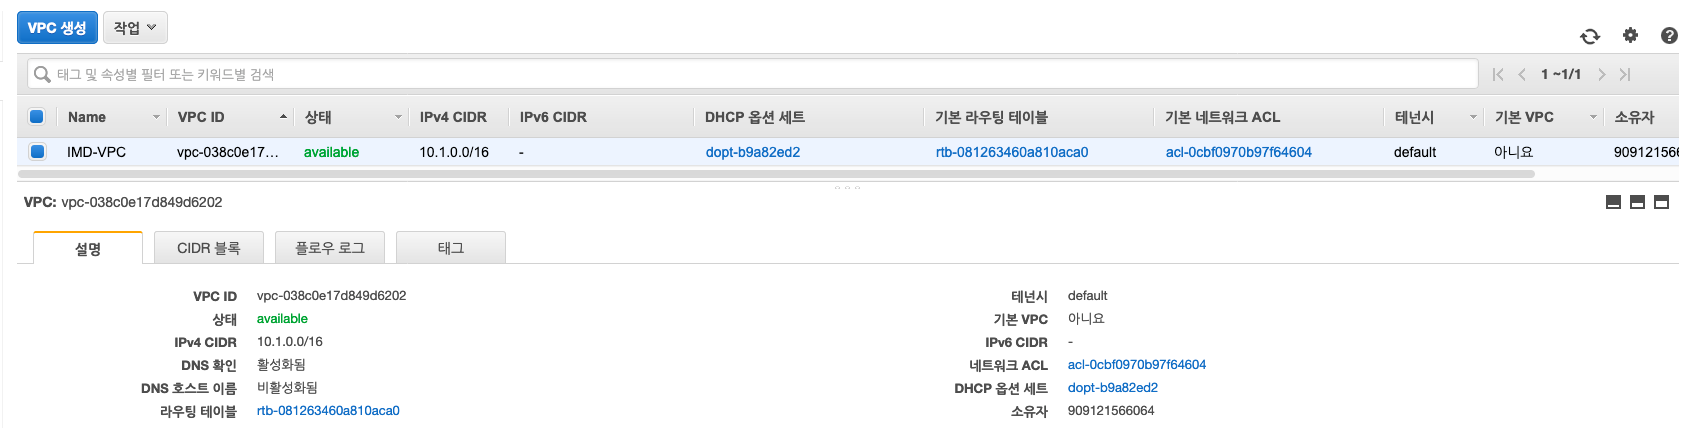 VPC 생성 작업
태그 및 속성별 필터 또는 키워드별 검색 1 ~1/1
Name VPC ID 상태 IPv4 CIDR IPv6 CIDR DHCP 옵션 세트 기본 라우팅 테이블 기본 네트워크 ACL 테넌시 기본 VPC 소유자
IMD-VPC vpc-038c0e17... available 10.1.0.0/16 - dopt-b9a82ed2 rtb-081263460a810aca0 acl-0cbf0970b97f64604 default 아니요 909121566
VPC: vpc-038c0e17d849d6202
설명 CIDR 블록 플로우 로그 태그
VPC ID vpc-038c0e17d849d6202 테넌시 default
상태 available 기본 VPC 아니요
IPv4 CIDR 10.1.0.0/16 IPv6 CIDR -
DNS 확인 활성화됨 네트워크 ACL acl-0cbf0970b97f64604
DNS 호스트 이름 비활성화됨 DHCP 옵션 세트 dopt-b9a82ed2
라우팅 테이블 rtb-081263460a810aca0 소유자 909121566064